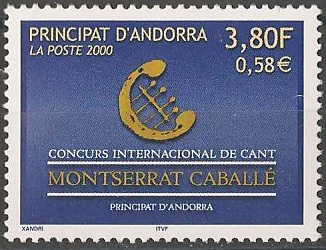 PRINCIPAT D'ANDORRA 3,80F
LA POSTE 2000 0,58€
CONCURS INTERNACIONAL DE CANT
MONTSERRAT CABALLÉ
PRINCIPAT D'ANDORRA
XANDRI ITVF